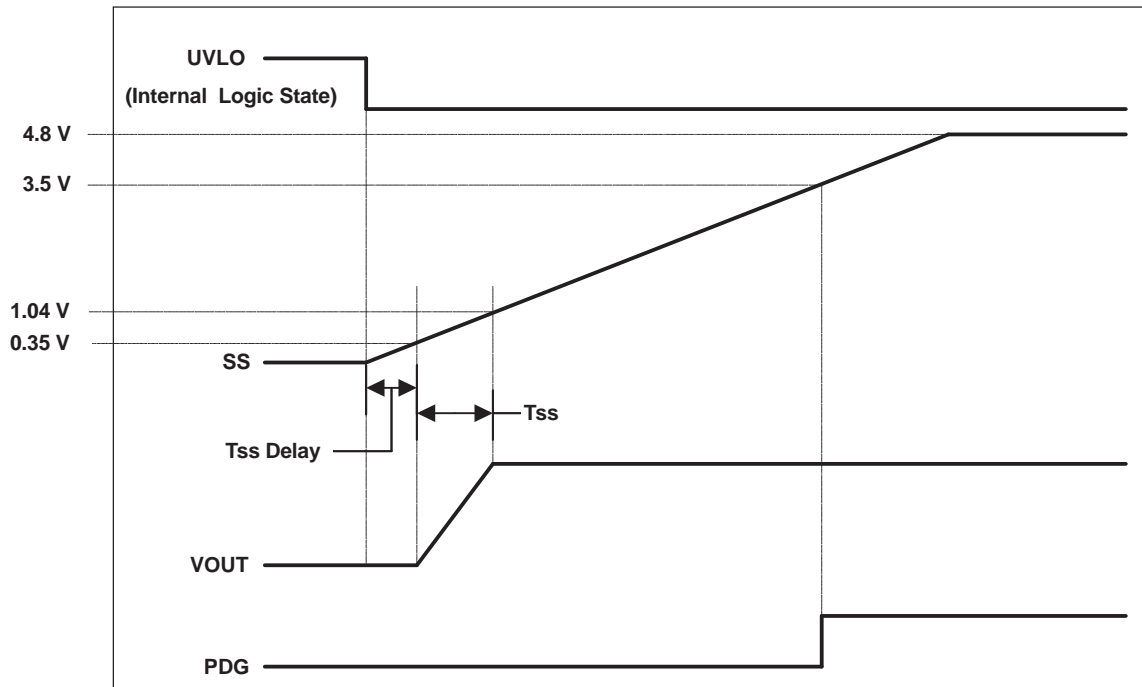 UVLO
(Internal Logic State)
4.8 V
3.5 V
1.04 V
0.35 V
SS
Tss
Tss Delay
VOUT
PDG